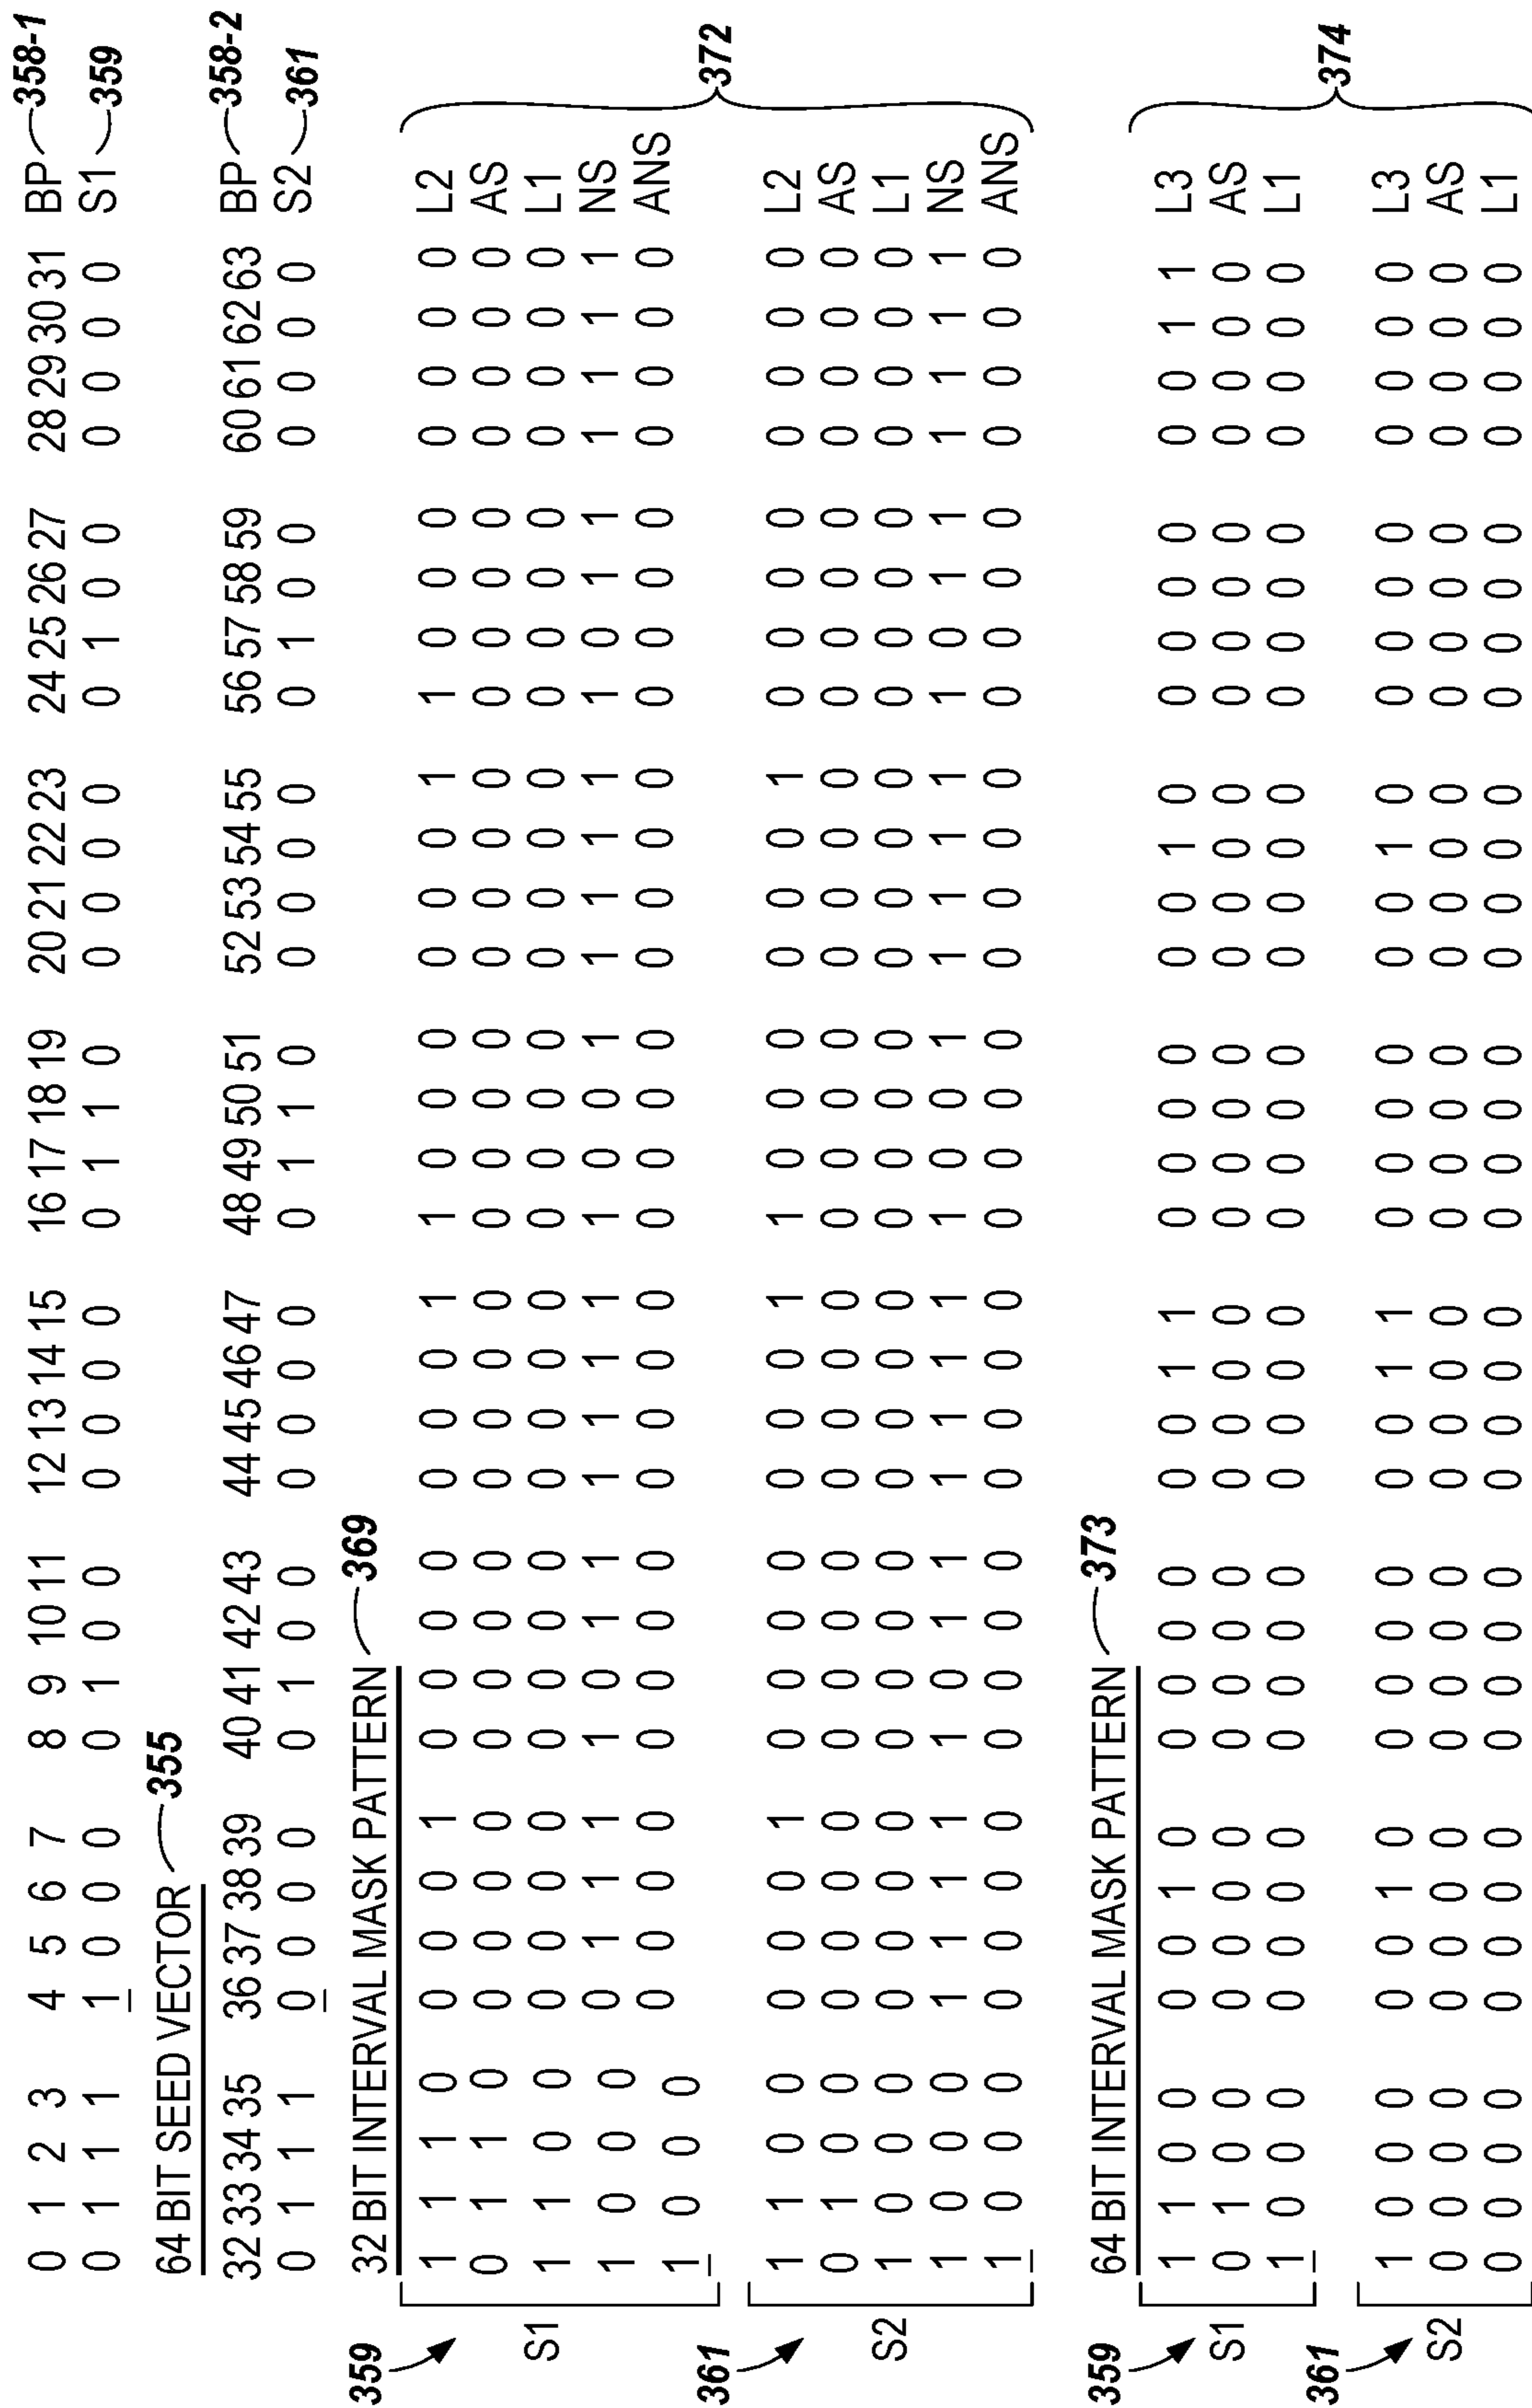 0 1 2 3 4 5 6 7 8 9 10 11 12 13 14 15 16 17 18 19 20 21 22 23 24 25 26 27 28 29 30 31 BP 358-1
0 1 1 1 1 0 0 0 0 1 0 0 0 0 0 0 0 1 1 0 0 0 0 0 0 1 0 0 0 0 0 0 S1 359
64 BIT SEED VECTOR 355
32 33 34 35 36 37 38 39 40 41 42 43 44 45 46 47 48 49 50 51 52 53 54 55 56 57 58 59 60 61 62 63 BP 358-2
0 1 1 1 0 0 0 0 0 1 0 0 0 0 0 0 0 1 1 0 0 0 0 0 0 1 0 0 0 0 0 0 S2 361
32 BIT INTERVAL MASK PATTERN 369
359
S1
1 1 1 0 0 0 0 1 0 0 0 0 0 0 0 1 1 0 0 0 0 0 0 1 1 0 0 0 0 0 0 0 L2
0 1 1 0 0 0 0 0 0 0 0 0 0 0 0 0 0 0 0 0 0 0 0 0 0 0 0 0 0 0 0 0 AS
1 1 0 0 0 0 0 0 0 0 0 0 0 0 0 0 0 0 0 0 0 0 0 0 0 0 0 0 0 0 0 0 L1
1 0 0 0 0 1 1 1 1 0 1 1 1 1 1 1 1 0 0 1 1 1 1 1 1 0 1 1 1 1 1 1 NS
1 0 0 0 0 0 0 0 0 0 0 0 0 0 0 0 0 0 0 0 0 0 0 0 0 0 0 0 0 0 0 0 ANS
372
361
S2
1 1 0 0 0 0 0 1 0 0 0 0 0 0 0 1 1 0 0 0 0 0 0 1 0 0 0 0 0 0 0 0 L2
0 1 0 0 0 0 0 0 0 0 0 0 0 0 0 0 0 0 0 0 0 0 0 0 0 0 0 0 0 0 0 0 AS
1 0 0 0 0 0 0 0 0 0 0 0 0 0 0 0 0 0 0 0 0 0 0 0 0 0 0 0 0 0 0 0 L1
1 0 0 0 1 1 1 1 1 0 1 1 1 1 1 1 1 0 0 1 1 1 1 1 1 0 1 1 1 1 1 1 NS
1 0 0 0 0 0 0 0 0 0 0 0 0 0 0 0 0 0 0 0 0 0 0 0 0 0 0 0 0 0 0 0 ANS
64 BIT INTERVAL MASK PATTERN 373
359
S1
1 1 0 0 0 0 1 0 0 0 0 0 0 0 1 1 0 0 0 0 0 0 1 0 0 0 0 0 0 0 1 1 L3
0 1 0 0 0 0 0 0 0 0 0 0 0 0 0 0 0 0 0 0 0 0 0 0 0 0 0 0 0 0 0 0 AS
1 0 0 0 0 0 0 0 0 0 0 0 0 0 0 0 0 0 0 0 0 0 0 0 0 0 0 0 0 0 0 0 L1
374
361
S2
1 0 0 0 0 0 1 0 0 0 0 0 0 0 1 1 0 0 0 0 0 0 1 0 0 0 0 0 0 0 0 0 L3
0 0 0 0 0 0 0 0 0 0 0 0 0 0 0 0 0 0 0 0 0 0 0 0 0 0 0 0 0 0 0 0 AS
0 0 0 0 0 0 0 0 0 0 0 0 0 0 0 0 0 0 0 0 0 0 0 0 0 0 0 0 0 0 0 0 L1